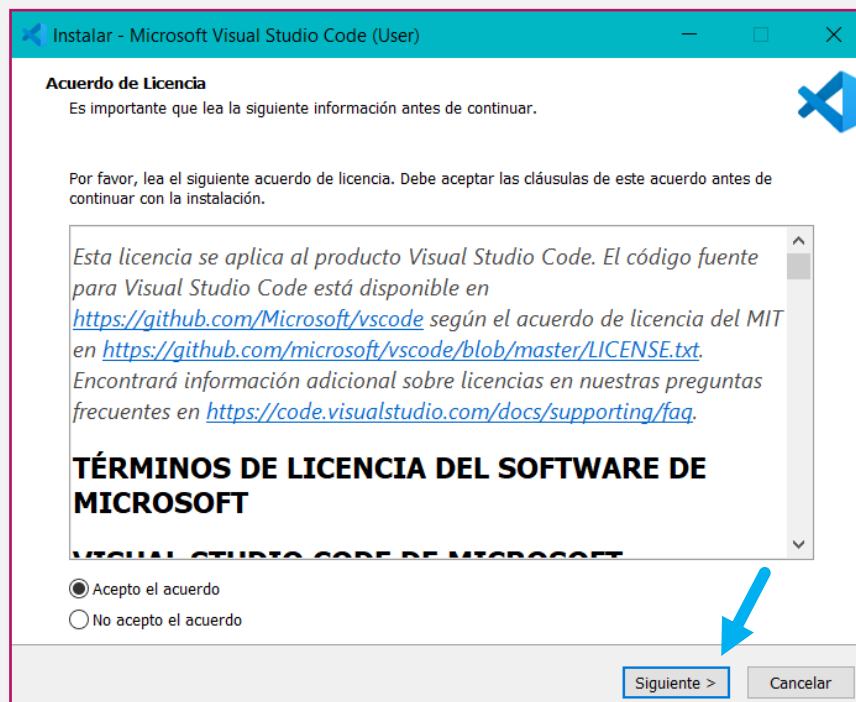 Instalar - Microsoft Visual Studio Code (User)
Acuerdo de Licencia
Es importante que lea la siguiente información antes de continuar.
Por favor, lea el siguiente acuerdo de licencia. Debe aceptar las cláusulas de este acuerdo antes de
continuar con la instalación.
Esta licencia se aplica al producto Visual Studio Code. El código fuente
para Visual Studio Code está disponible en
https://github.com/Microsoft/vscode según el acuerdo de licencia del MIT
en https://github.com/microsoft/vscode/blob/master/LICENSE.txt.
Encontrará información adicional sobre licencias en nuestras preguntas
frecuentes en https://code.visualstudio.com/docs/supporting/faq.
TÉRMINOS DE LICENCIA DEL SOFTWARE DE
MICROSOFT
VISUAL STUDIO CODE DE MICROSOFT
Acepto el acuerdo
No acepto el acuerdo
Siguiente >
Cancelar